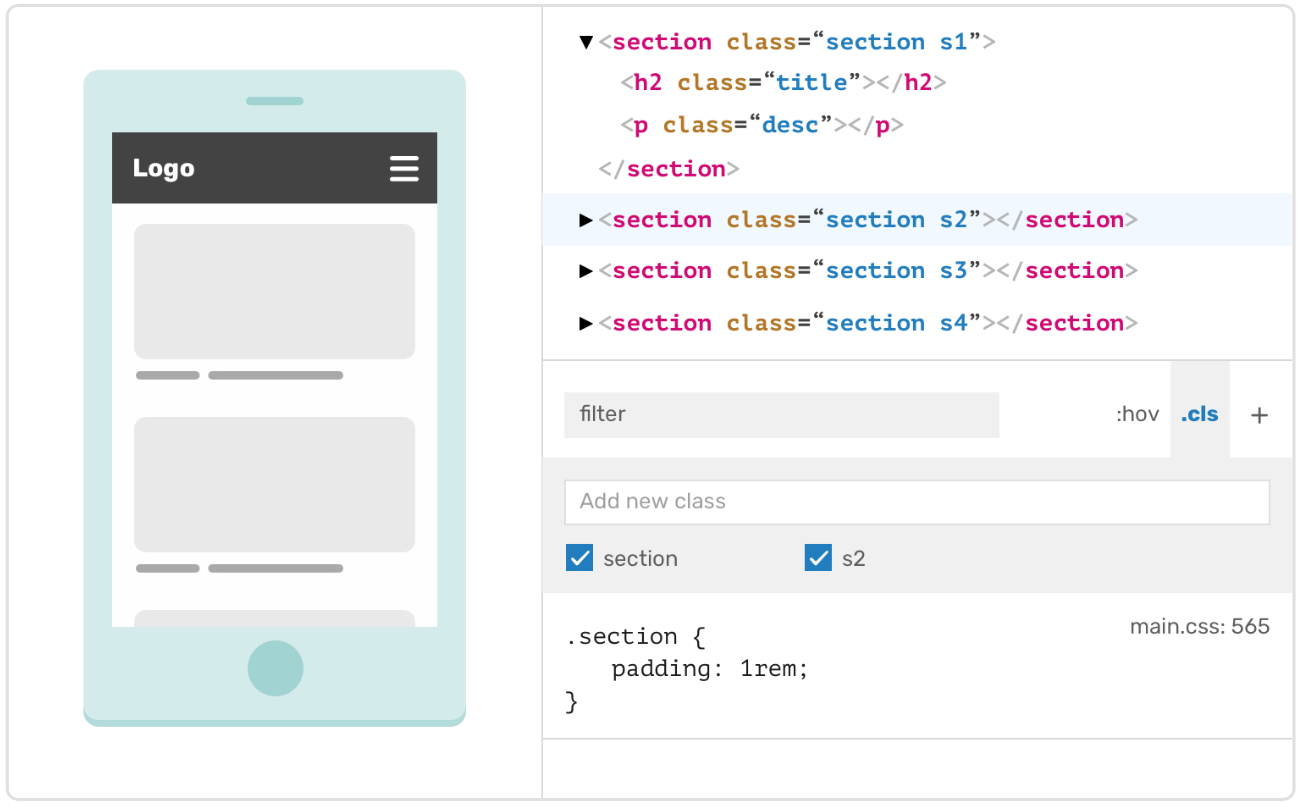 Logo
▼<section class=“section s1”>
<h2 class=“title”></h2>
<p class=“desc”></p>
</section>
▶<section class=“section s2”></section>
▶<section class=“section s3”></section>
▶<section class=“section s4”></section>
filter :hov .cls +
Add new class
section s2
main.css: 565
.section {
padding: 1rem;
}